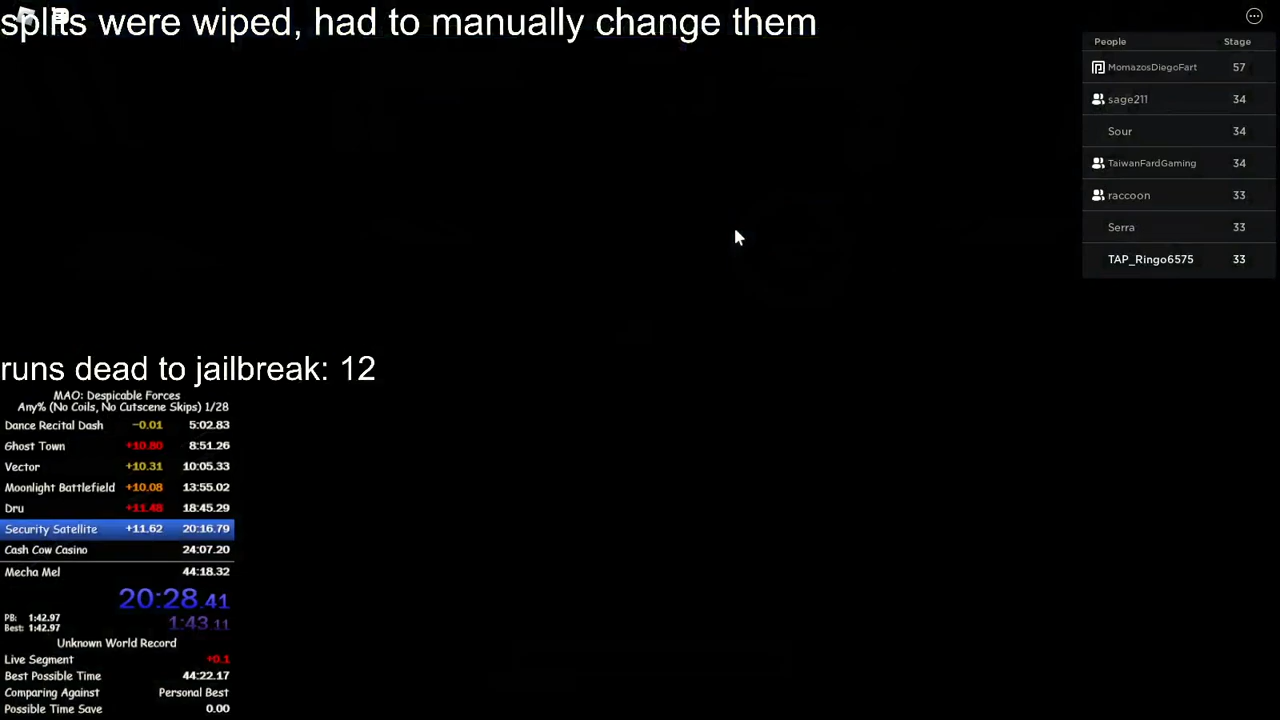 splits were wiped, had to manually change them
People Stage
MomazosDiegoFart 57
sage211 34
Sour 34
TaiwanFardGaming 34
raccoon 33
Serra 33
TAP_Ringo6575 33
runs dead to jailbreak: 12
MAO: Despicable Forces
Any% (No Coils, No Cutscene Skips) 1/28
Dance Recital Dash −0.01 5:02.83
Ghost Town +10.80 8:51.26
Vector +10.31 10:05.33
Moonlight Battlefield +10.08 13:55.02
Dru +11.48 18:45.29
Security Satellite +11.62 20:16.79
Cash Cow Casino 24:07.20
Mecha Mel 44:18.32
20:28.41
PB: 1:42.97
Best: 1:42.97
1:43.11
Unknown World Record
Live Segment +0.1
Best Possible Time 44:22.17
Comparing Against Personal Best
Possible Time Save 0.00